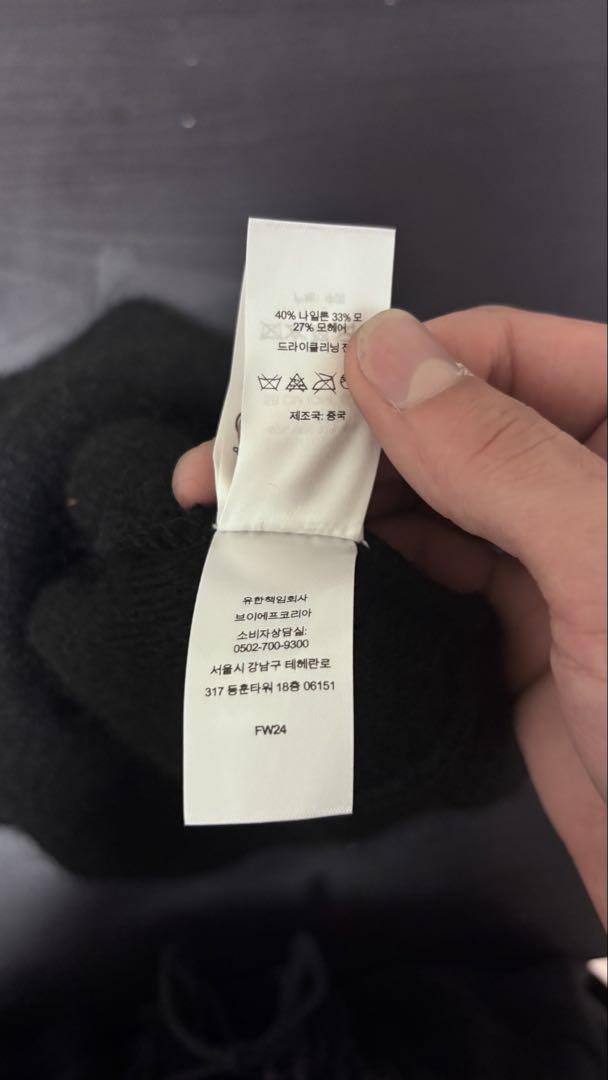 40% 나일론 33% 모
27% 모헤어
드라이클리닝
제조국: 중국
유한책임회사
브이에프코리아
소비자상담실:
0502-700-9300
서울시 강남구 테헤란로
317 동훈타워 18층 06151
FW24